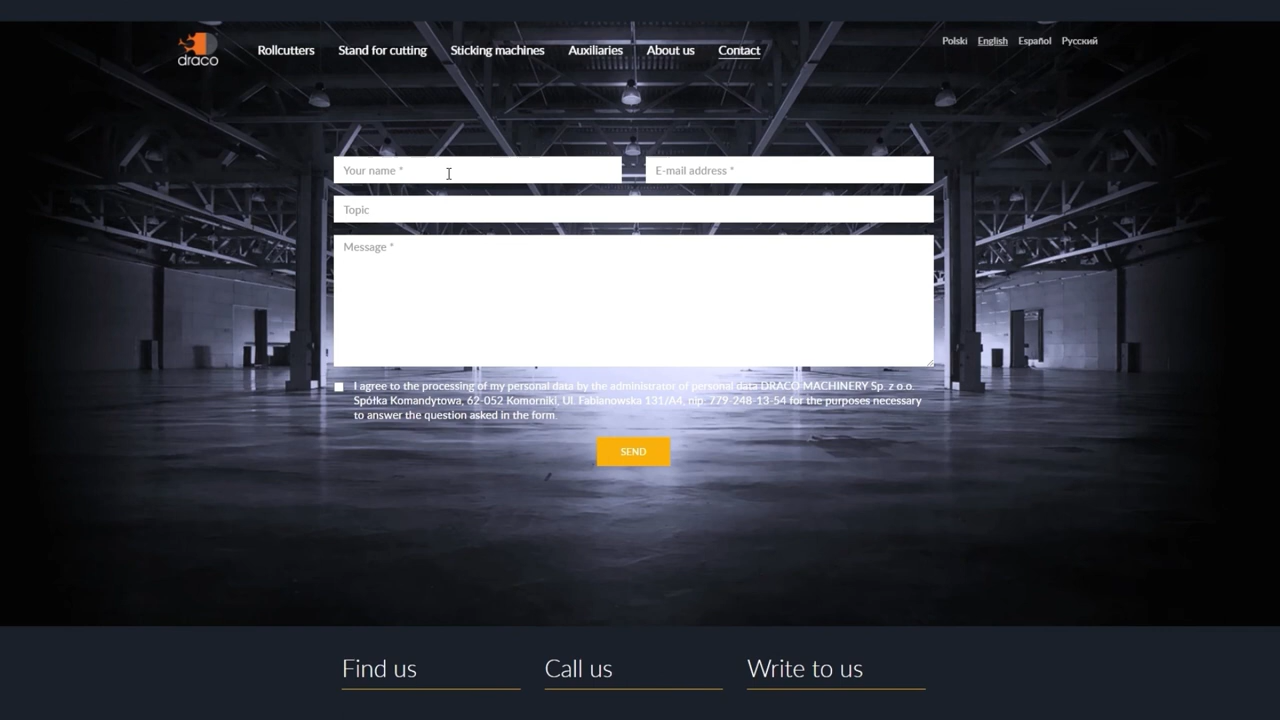 draco
Rollcutters
Stand for cutting
Sticking machines
Auxiliaries
About us
Contact
Polski
English
Español
Русский
Your name *
E-mail address *
Topic
Message *
I agree to the processing of my personal data by the administrator of personal data DRACO MACHINERY Sp. z o.o.
Spółka Komandytowa, 62-052 Komorniki, Ul. Fabianowska 131/A4, nip. 779-248-13-54 for the purposes necessary
to answer the question asked in the form.
SEND
Find us
Call us
Write to us